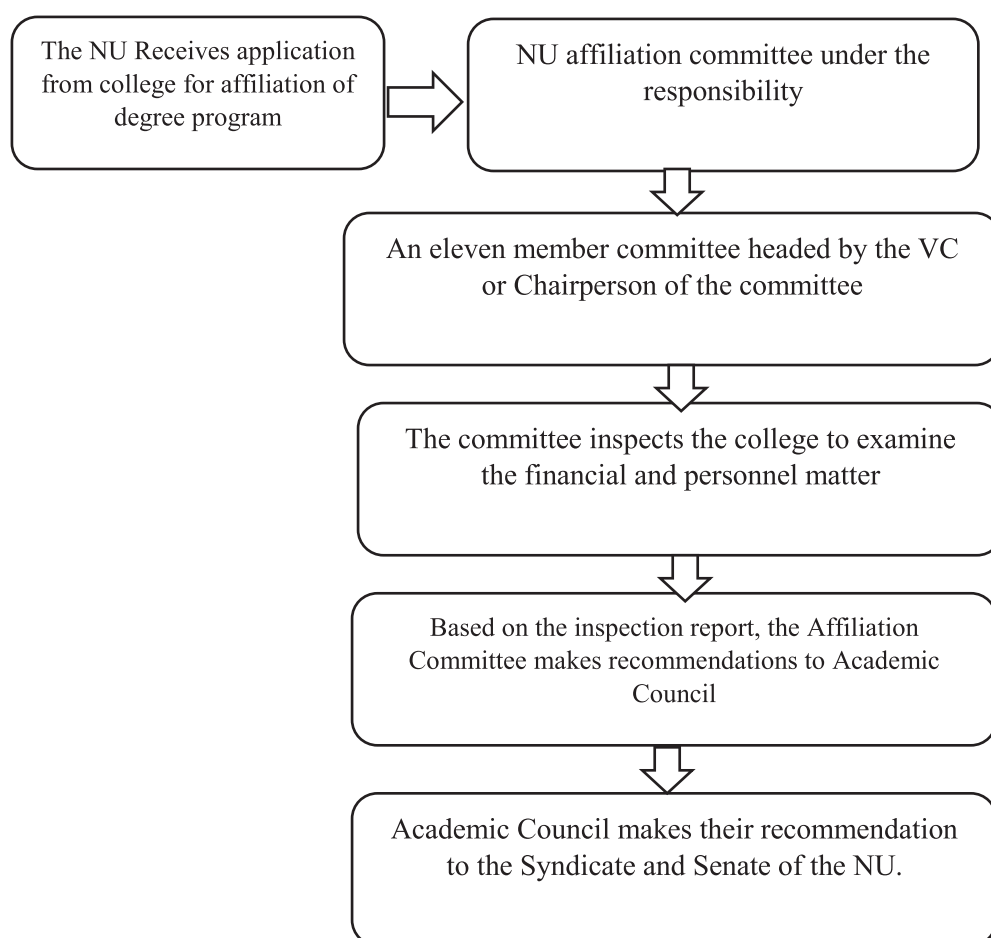 The NU Receives application
from college for affiliation of
degree program
NU affiliation committee under the
responsibility
An eleven member committee headed by the VC
or Chairperson of the committee
The committee inspects the college to examine
the financial and personnel matter
Based on the inspection report, the Affiliation
Committee makes recommendations to Academic
Council
Academic Council makes their recommendation
to the Syndicate and Senate of the NU.